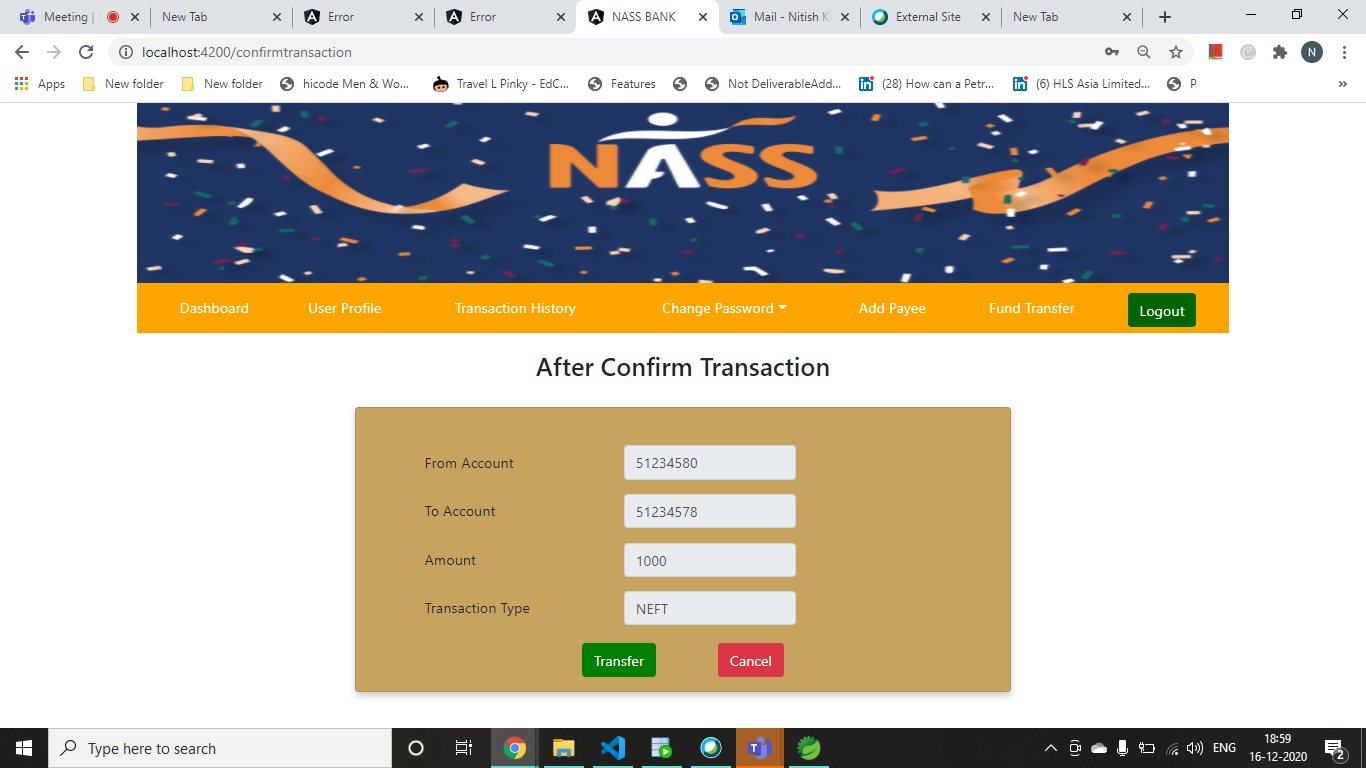 Meeting |
New Tab
Error
Error
NASS BANK
Mail - Nitish K
External Site
New Tab
localhost:4200/confirmtransaction
N
Apps
New folder
New folder
hicode Men & Wo...
Travel L Pinky - EdC...
Features
Not DeliverableAdd...
(28) How can a Petr...
(6) HLS Asia Limited...
P
»
NASS
Dashboard
User Profile
Transaction History
Change Password
Add Payee
Fund Transfer
Logout
After Confirm Transaction
From Account
51234580
To Account
51234578
Amount
1000
Transaction Type
NEFT
Transfer
Cancel
Type here to search
ENG
18:59
16-12-2020
2